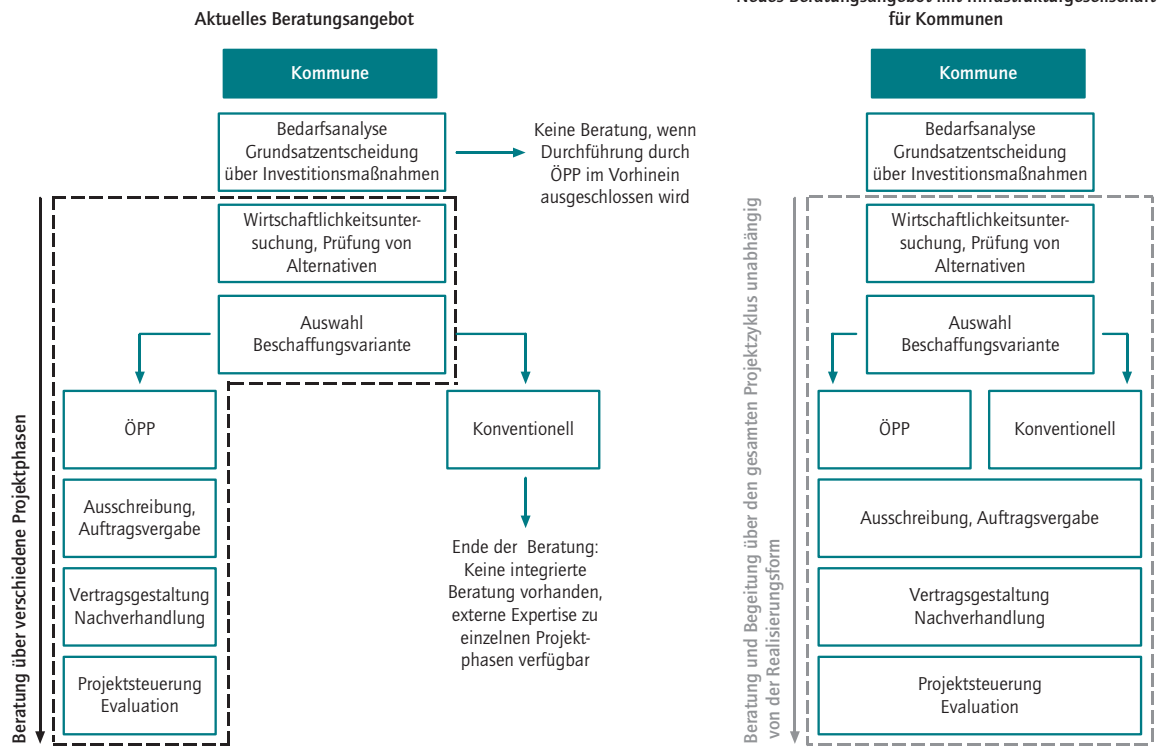 Aktuelles Beratungsangebot
Kommune
Bedarfsanalyse
Grundsatzentscheidung
über Investitionsmaßnahmen
Keine Beratung, wenn
Durchführung durch
ÖPP im Vorhinein
ausgeschlossen wird
Wirtschaftlichkeitsunter-
suchung, Prüfung von
Alternativen
Auswahl
Beschaffungsvariante
ÖPP
Konventionell
Ausschreibung,
Auftragsvergabe
Ende der Beratung:
Keine integrierte
Beratung vorhanden,
externe Expertise zu
einzelnen Projekt-
phasen verfügbar
Vertragsgestaltung
Nachverhandlung
Projektsteuerung
Evaluation
Beratung über verschiedene Projektphasen
Neues Beratungsangebot mit Infrastrukturgesellschaft
für Kommunen
Kommune
Bedarfsanalyse
Grundsatzentscheidung
über Investitionsmaßnahmen
Wirtschaftlichkeitsunter-
suchung, Prüfung von
Alternativen
Auswahl
Beschaffungsvariante
ÖPP
Konventionell
Ausschreibung, Auftragsvergabe
Vertragsgestaltung
Nachverhandlung
Projektsteuerung
Evaluation
Beratung und Begeitung über den gesamten Projektzyklus unabhängig
von der Realisierungsform